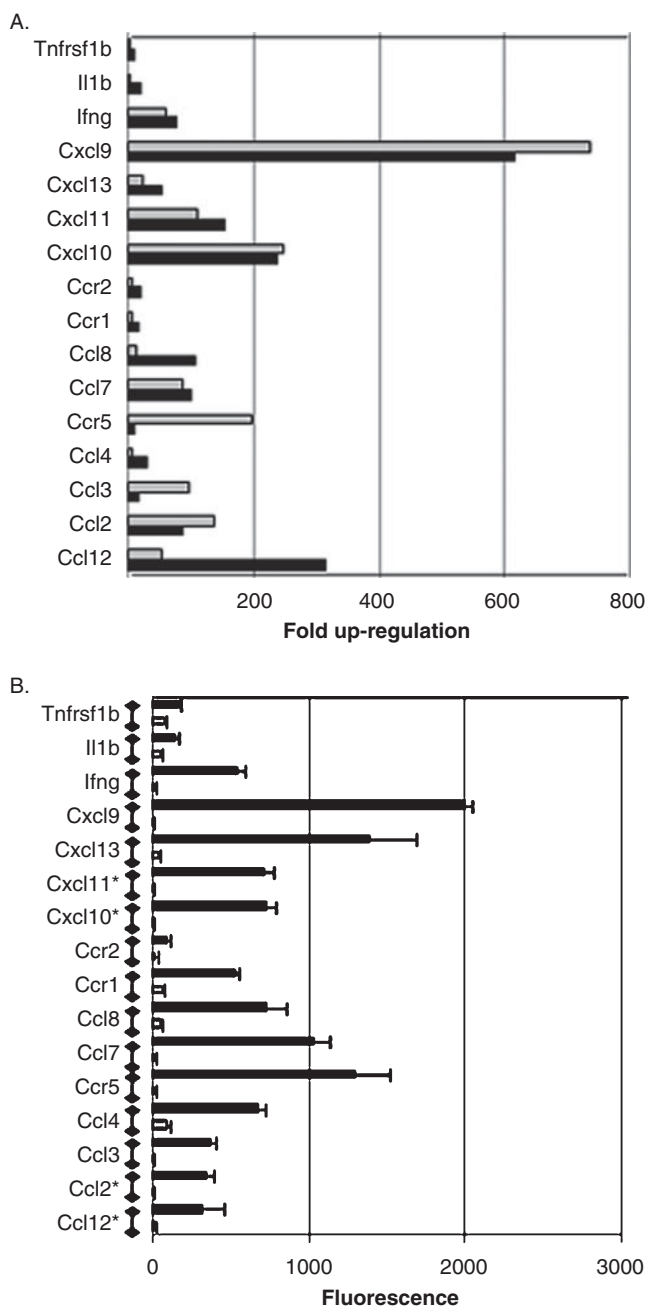 A.
Tnfrsf1b
Il1b
Ifng
Cxcl9
Cxcl13
Cxcl11
Cxcl10
Ccr2
Ccr1
Ccl8
Ccl7
Ccr5
Ccl4
Ccl3
Ccl2
Ccl12
200 400 600 800
Fold up-regulation
B.
Tnfrsf1b
Il1b
Ifng
Cxcl9
Cxcl13
Cxcl11*
Cxcl10*
Ccr2
Ccr1
Ccl8
Ccl7
Ccr5
Ccl4
Ccl3
Ccl2*
Ccl12*
0 1000 2000 3000
Fluorescence